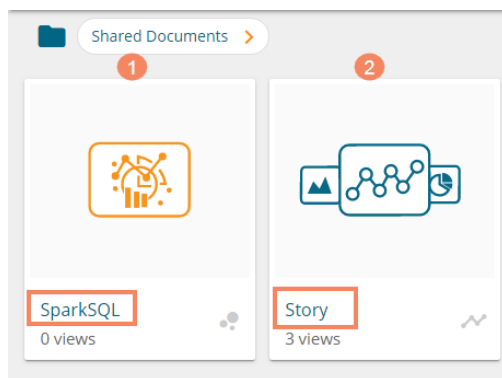 Shared Documents
1
2
SparkSQL
0 views
Story
3 views